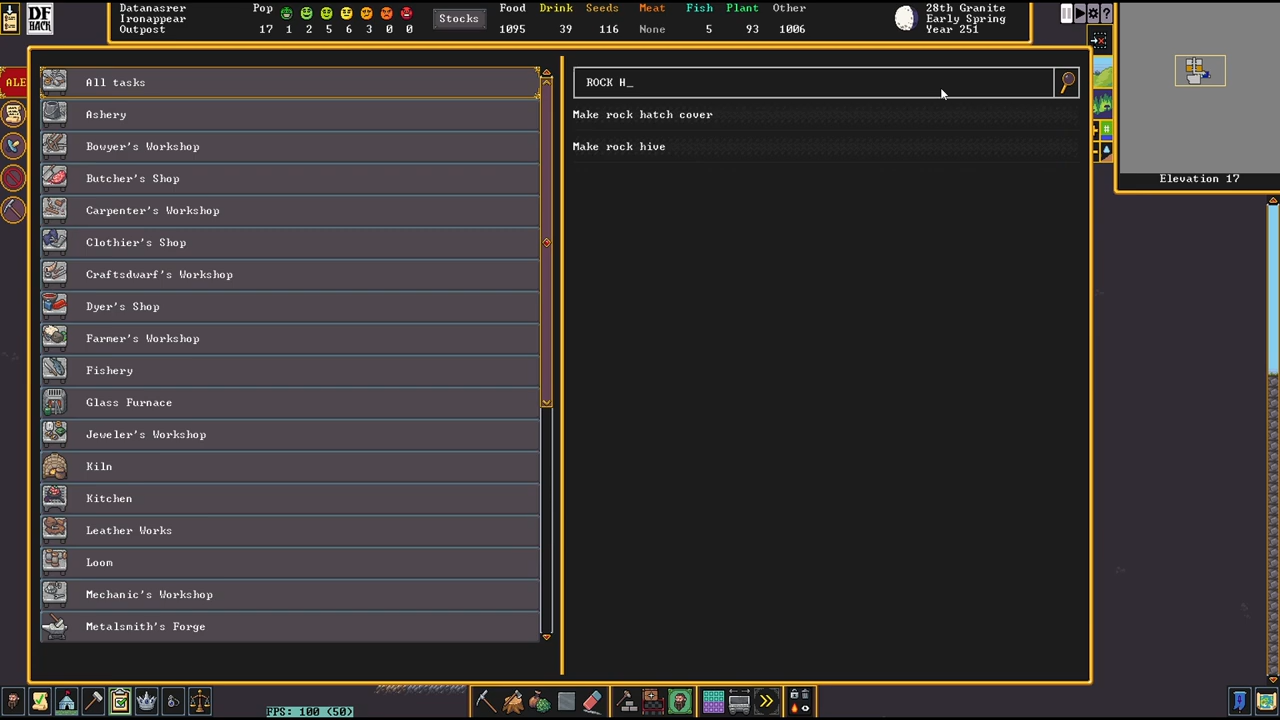 Datanasrer
Ironappear
Outpost
DF
HACK
Pop
17 1 2 5 6 3 0 0
Stocks
Food Drink Seeds Meat Fish Plant Other
1095 39 116 None 5 93 1006
28th Granite
Early Spring
Year 251
ALE
All tasks
Ashery
Bowyer's Workshop
Butcher's Shop
Carpenter's Workshop
Clothier's Shop
Craftsdwarf's Workshop
Dyer's Shop
Farmer's Workshop
Fishery
Glass Furnace
Jeweler's Workshop
Kiln
Kitchen
Leather Works
Loom
Mechanic's Workshop
Metalsmith's Forge
ROCK H_
Make rock hatch cover
Make rock hive
Elevation 17
FPS: 100 (50)